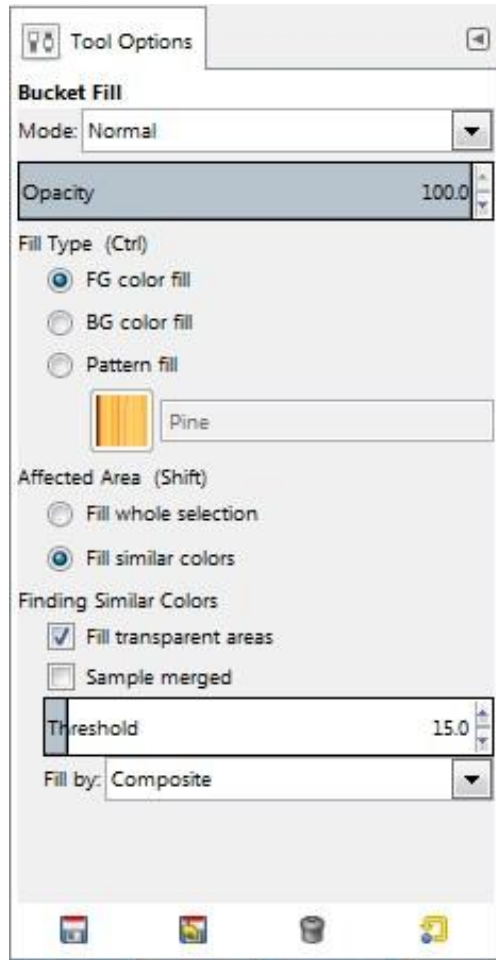 Tool Options
Bucket Fill
Mode: Normal
Opacity 100.0
Fill Type (Ctrl)
FG color fill
BG color fill
Pattern fill
Pine
Affected Area (Shift)
Fill whole selection
Fill similar colors
Finding Similar Colors
Fill transparent areas
Sample merged
Threshold 15.0
Fill by: Composite